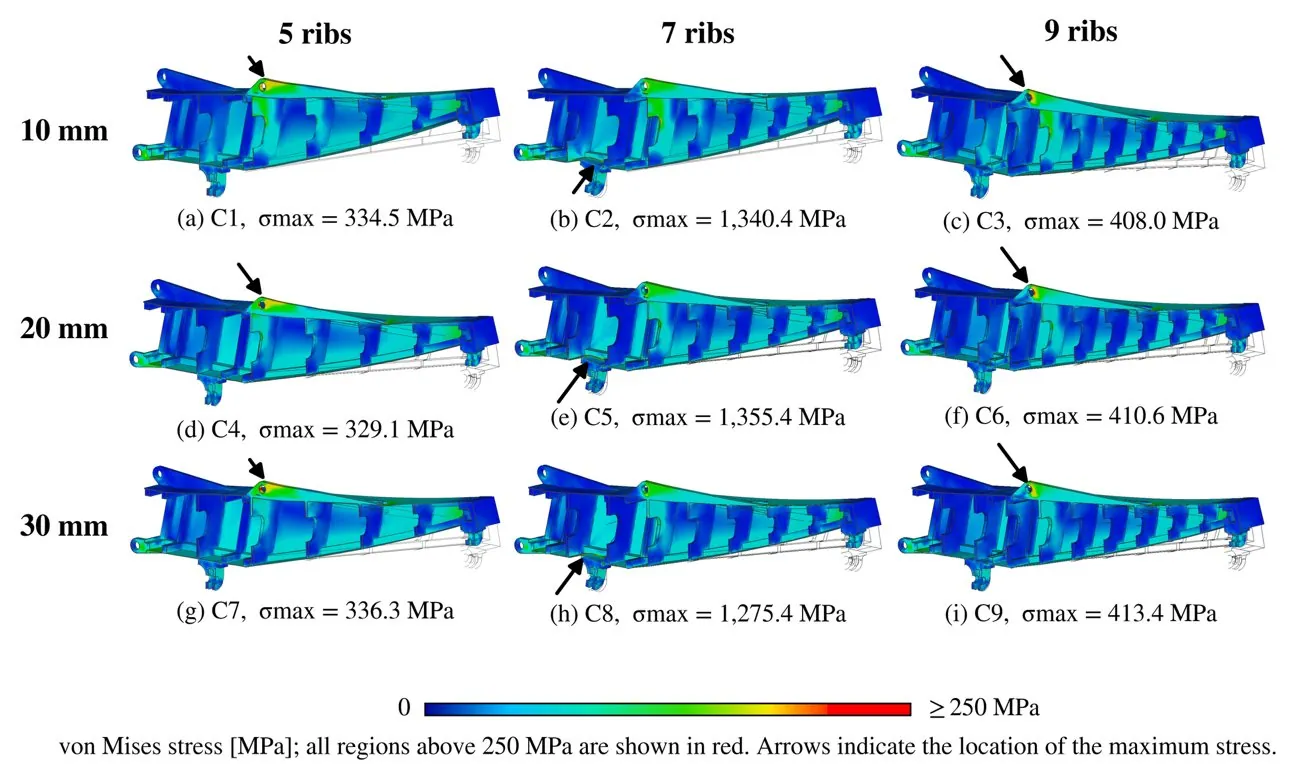 5 ribs
7 ribs
9 ribs
10 mm
(a) C1, σmax = 334.5 MPa
(b) C2, σmax = 1,340.4 MPa
(c) C3, σmax = 408.0 MPa
20 mm
(d) C4, σmax = 329.1 MPa
(e) C5, σmax = 1,355.4 MPa
(f) C6, σmax = 410.6 MPa
30 mm
(g) C7, σmax = 336.3 MPa
(h) C8, σmax = 1,275.4 MPa
(i) C9, σmax = 413.4 MPa
0
≥ 250 MPa
von Mises stress [MPa]; all regions above 250 MPa are shown in red. Arrows indicate the location of the maximum stress.